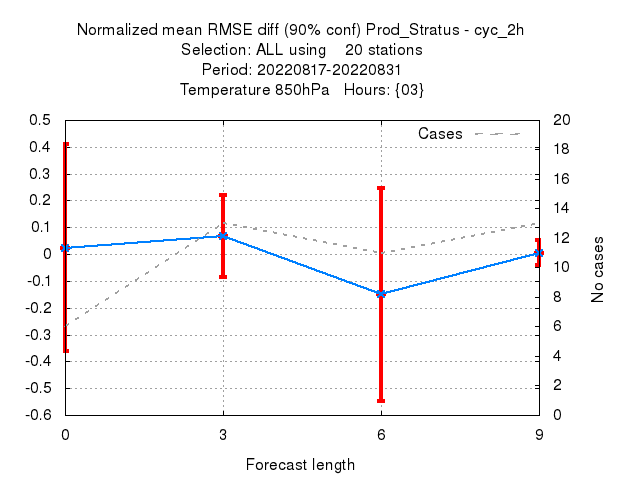 Normalized mean RMSE diff (90% conf) Prod_Stratus - cyc_2h
Selection: ALL using    20 stations
Period: 20220817-20220831
Temperature 850hPa   Hours: {03}
Cases
0.5
0.4
0.3
0.2
0.1
0
-0.1
-0.2
-0.3
-0.4
-0.5
-0.6
20
18
16
14
12
10
8
6
4
2
0
No cases
0 3 6 9
Forecast length